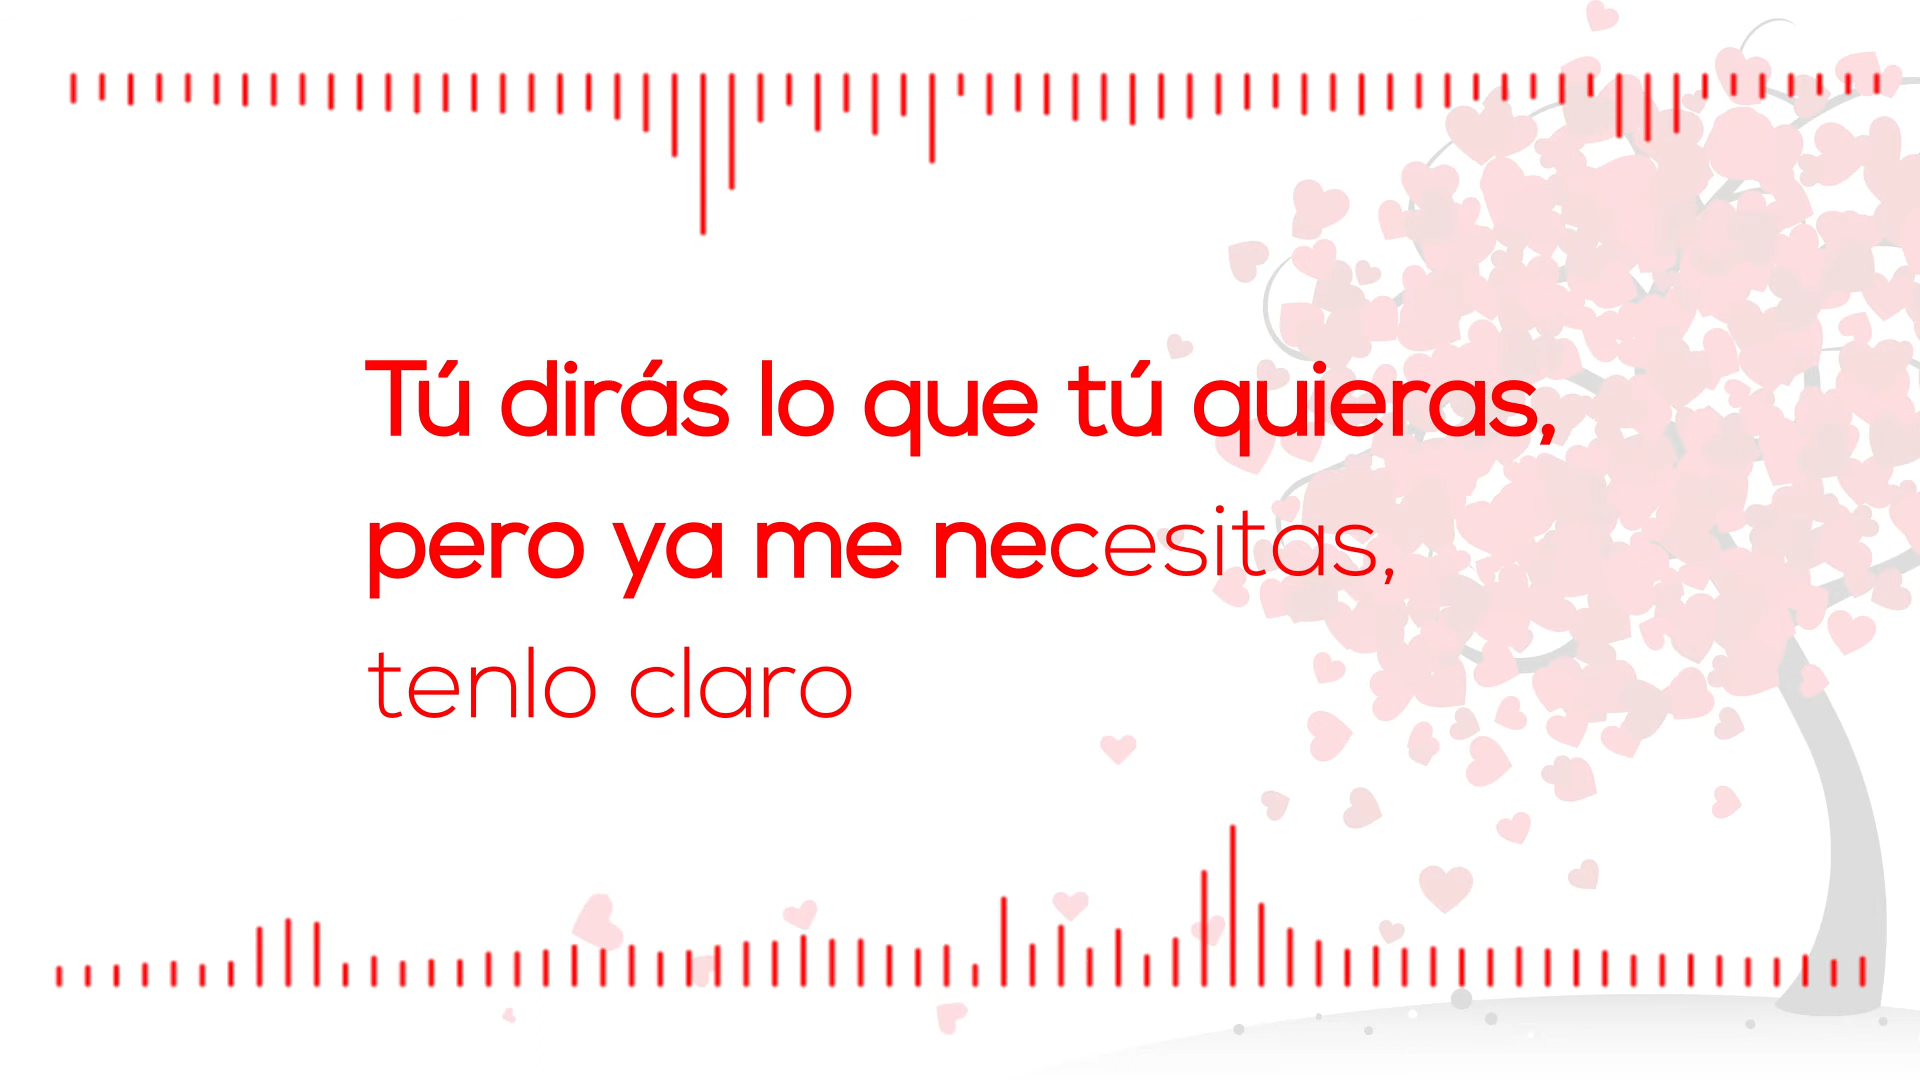 Tú dirás lo que tú quieras,
pero ya me necesitas,
tenlo claro